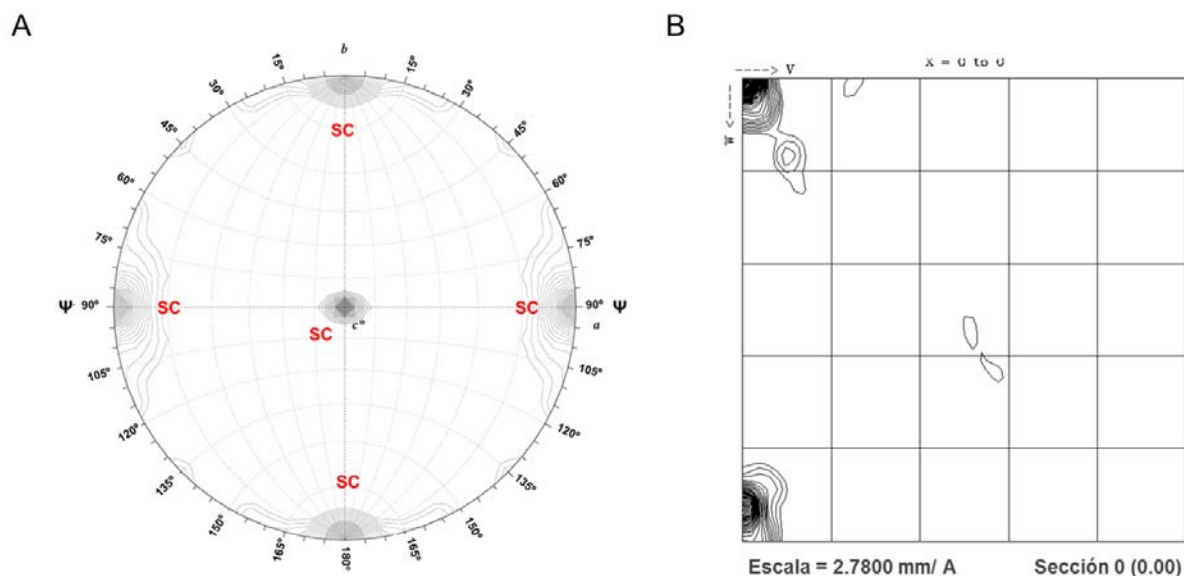 A
b
15° 15°
30° 30°
45° 45°
60° 60°
75° 75°
SC
Ψ 90° SC SC 90° Ψ
a
c*
SC
105° 105°
120° 120°
SC
135° 135°
150° 150°
165° 165°
180°
B
X = 0 to 0
----> V
----> W
Escala = 2.7800 mm/ A Sección 0 (0.00)